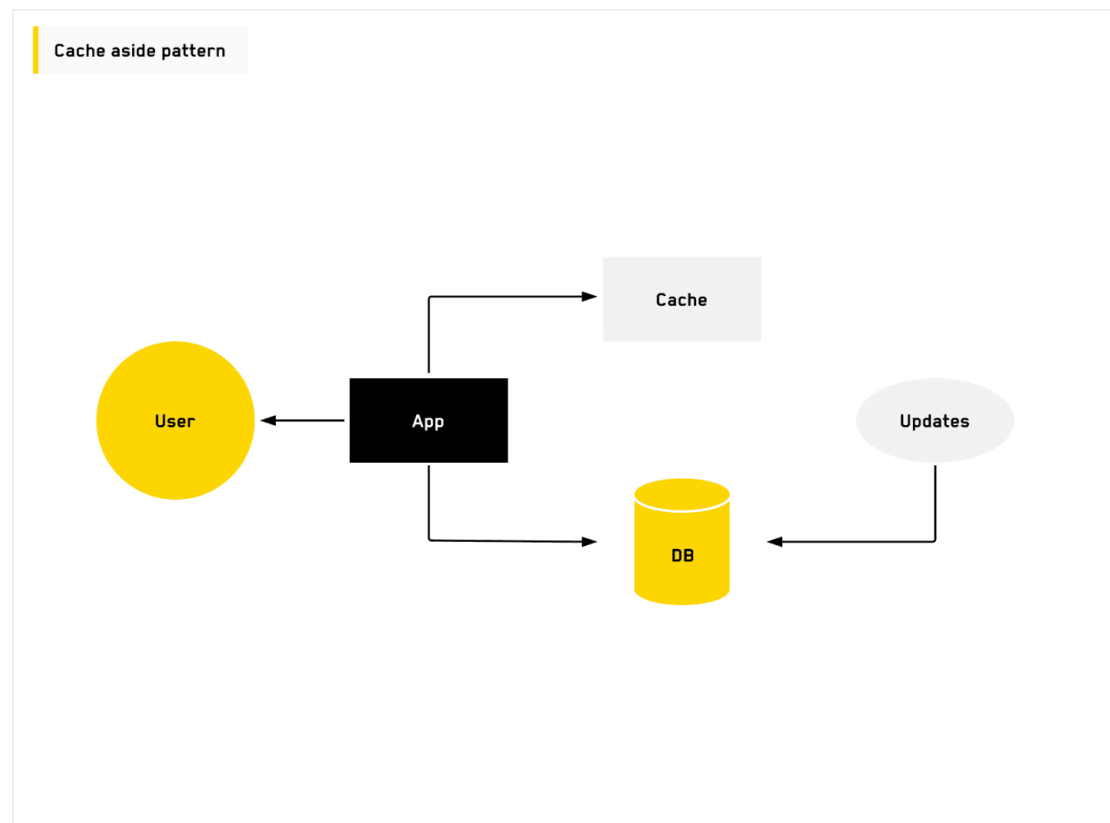 Cache aside pattern
Cache
User
App
Updates
DB